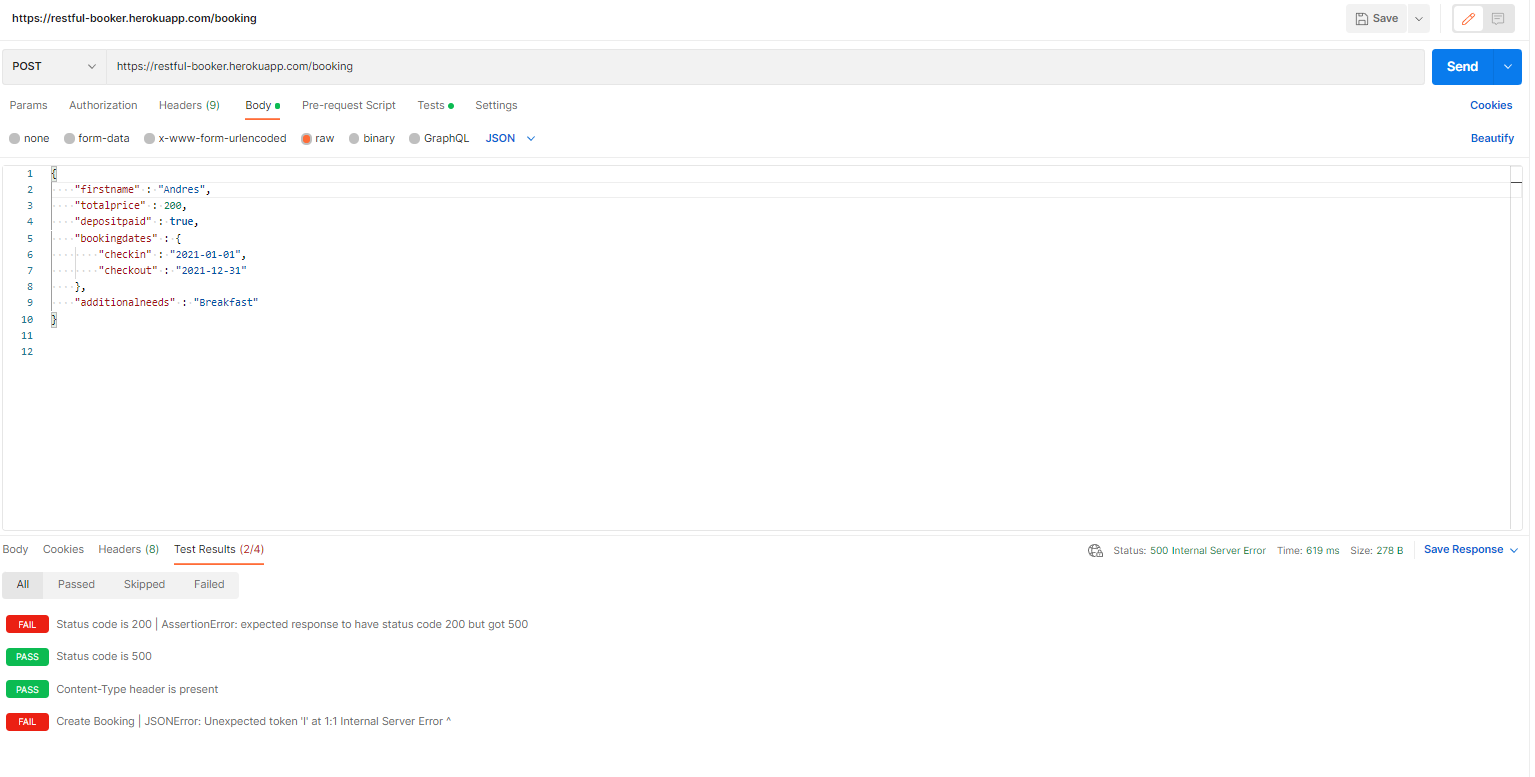 https://restful-booker.herokuapp.com/booking
Save
POST
https://restful-booker.herokuapp.com/booking
Send
Params Authorization Headers (9) Body Pre-request Script Tests Settings Cookies
none form-data x-www-form-urlencoded raw binary GraphQL JSON Beautify
1 {
2 "firstname" : "Andres",
3 "totalprice" : 200,
4 "depositpaid" : true,
5 "bookingdates" : {
6 "checkin" : "2021-01-01",
7 "checkout" : "2021-12-31"
8 },
9 "additionalneeds" : "Breakfast"
10 }
11
12
Body Cookies Headers (8) Test Results (2/4) Status: 500 Internal Server Error Time: 619 ms Size: 278 B Save Response
All Passed Skipped Failed
FAIL Status code is 200 | AssertionError: expected response to have status code 200 but got 500
PASS Status code is 500
PASS Content-Type header is present
FAIL Create Booking | JSONError: Unexpected token 'I' at 1:1 Internal Server Error ^